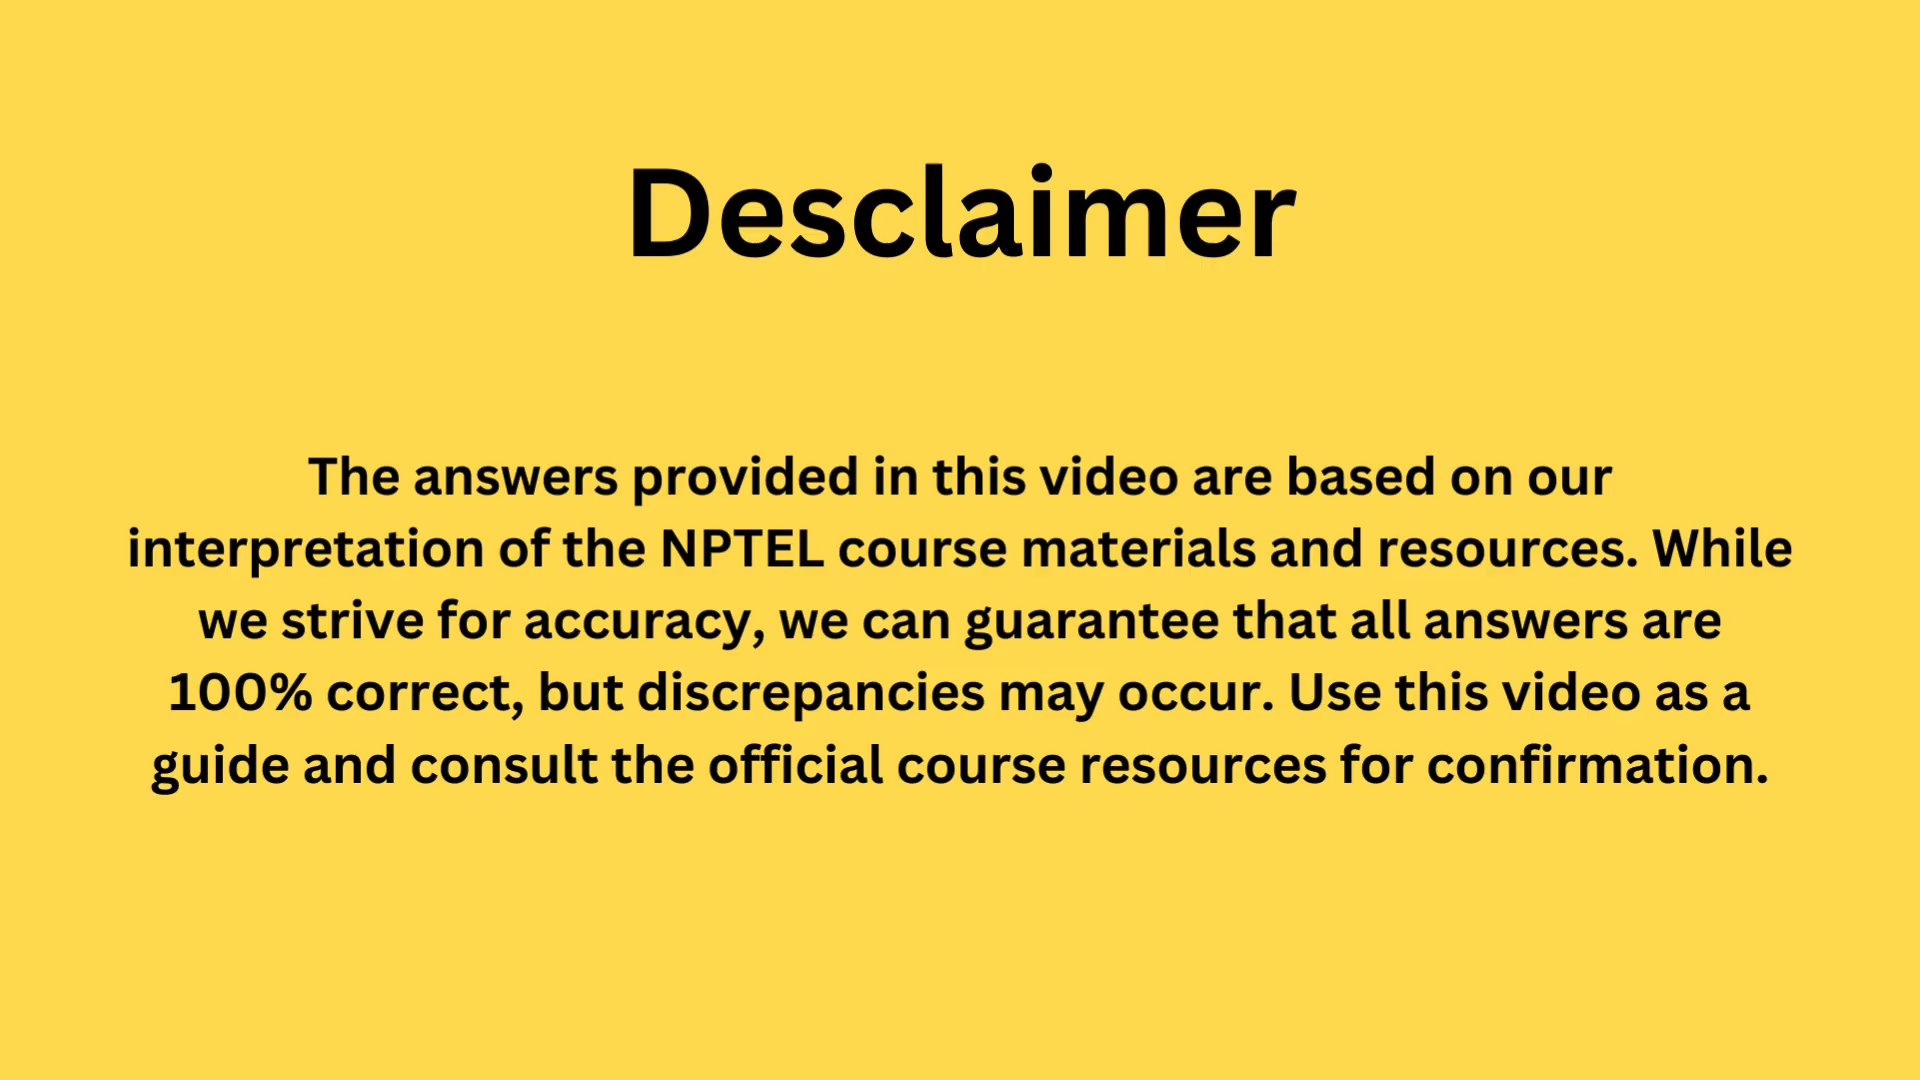 Desclaimer
The answers provided in this video are based on our
interpretation of the NPTEL course materials and resources. While
we strive for accuracy, we can guarantee that all answers are
100% correct, but discrepancies may occur. Use this video as a
guide and consult the official course resources for confirmation.